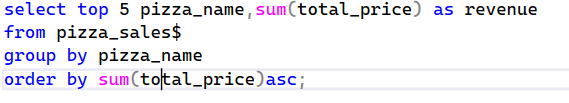 select top 5 pizza_name,sum(total_price) as revenue
from pizza_sales$
group by pizza_name
order by sum(total_price)asc;